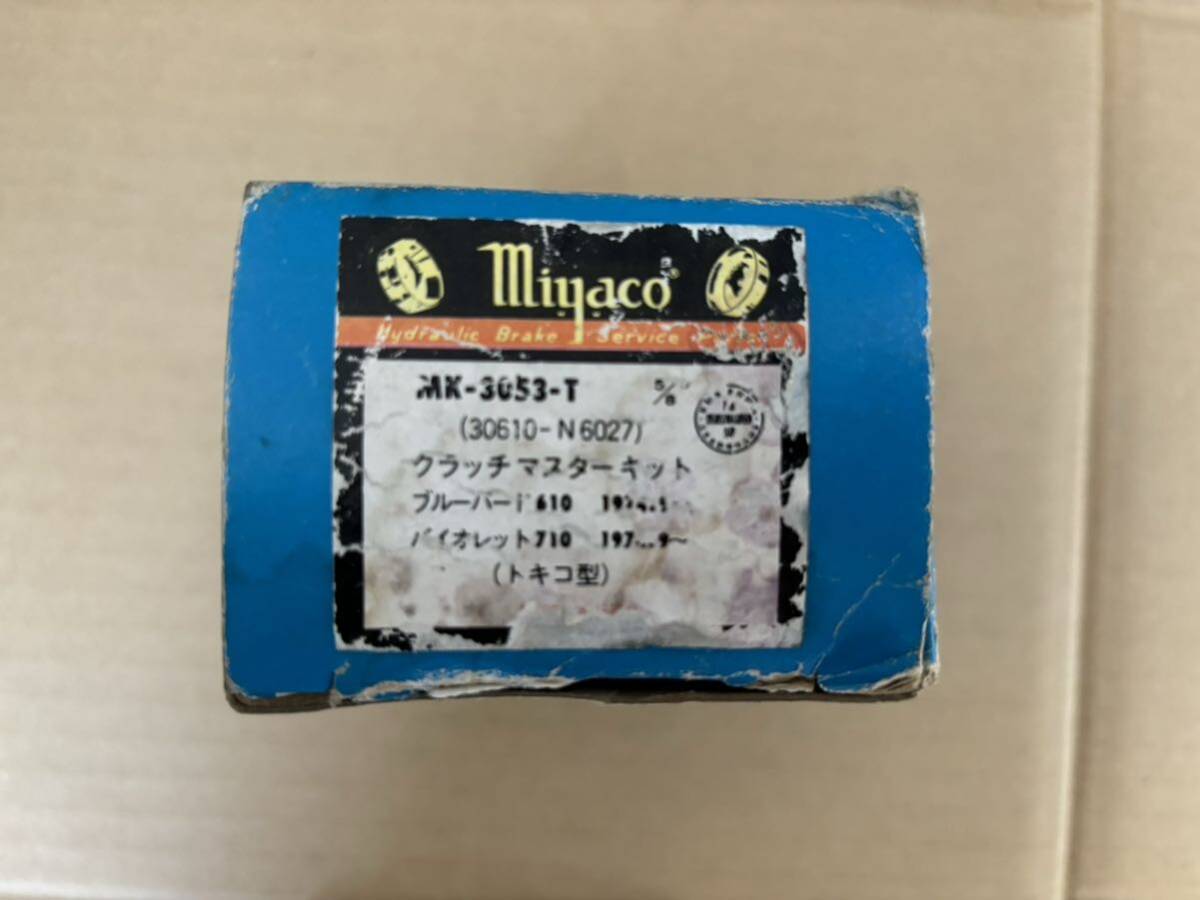 Miyaco
Hydraulic Brake Service
MK-3053-T 5/8"
(30610-N6027)
クラッチマスターキット
ブルーバード610
バイオレット710
(トキコ型)